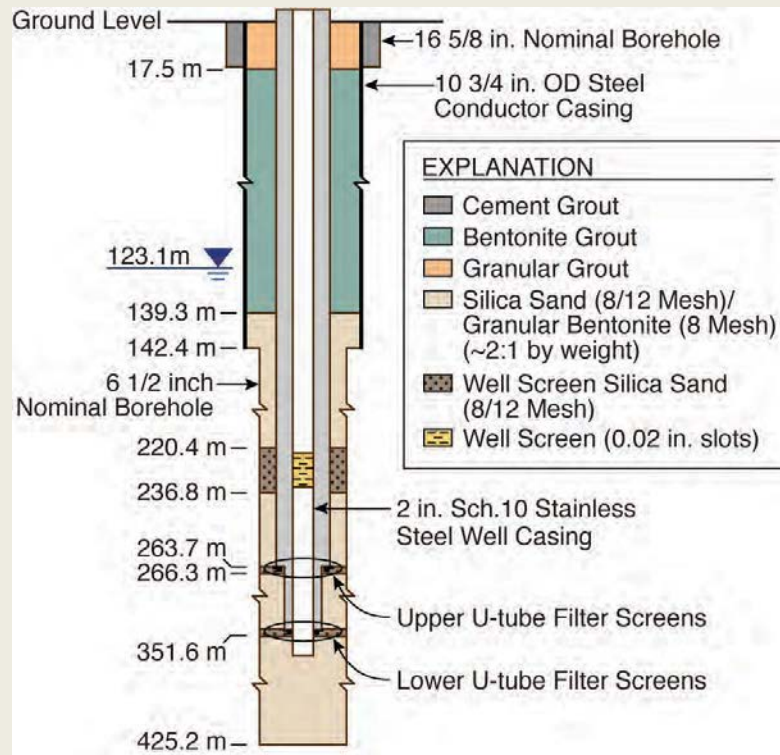 Ground Level
16 5/8 in. Nominal Borehole
17.5 m
10 3/4 in. OD Steel
Conductor Casing
EXPLANATION
Cement Grout
Bentonite Grout
Granular Grout
Silica Sand (8/12 Mesh)/
Granular Bentonite (8 Mesh)
(~2:1 by weight)
Well Screen Silica Sand
(8/12 Mesh)
Well Screen (0.02 in. slots)
123.1m
139.3 m
142.4 m
6 1/2 inch
Nominal Borehole
220.4 m
236.8 m
2 in. Sch.10 Stainless
Steel Well Casing
263.7 m
266.3 m
Upper U-tube Filter Screens
351.6 m
Lower U-tube Filter Screens
425.2 m